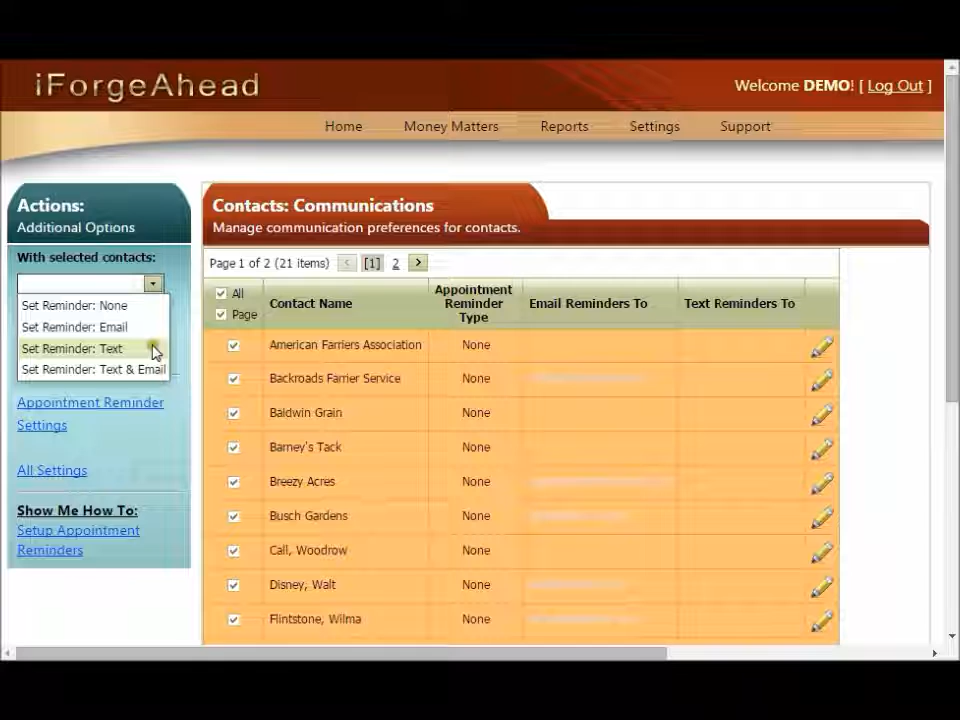 iForgeAhead
Welcome DEMO! [ Log Out ]
Home Money Matters Reports Settings Support
Actions:
Additional Options
With selected contacts:
Set Reminder: None
Set Reminder: Email
Set Reminder: Text
Set Reminder: Text & Email
Appointment Reminder
Settings
All Settings
Show Me How To:
Setup Appointment
Reminders
Contacts: Communications
Manage communication preferences for contacts.
Page 1 of 2 (21 items) < [1] 2 >
All
Page
Contact Name
Appointment
Reminder
Type
Email Reminders To
Text Reminders To
American Farriers Association None
Backroads Farrier Service None
Baldwin Grain None
Barney's Tack None
Breezy Acres None
Busch Gardens None
Call, Woodrow None
Disney, Walt None
Flintstone, Wilma None